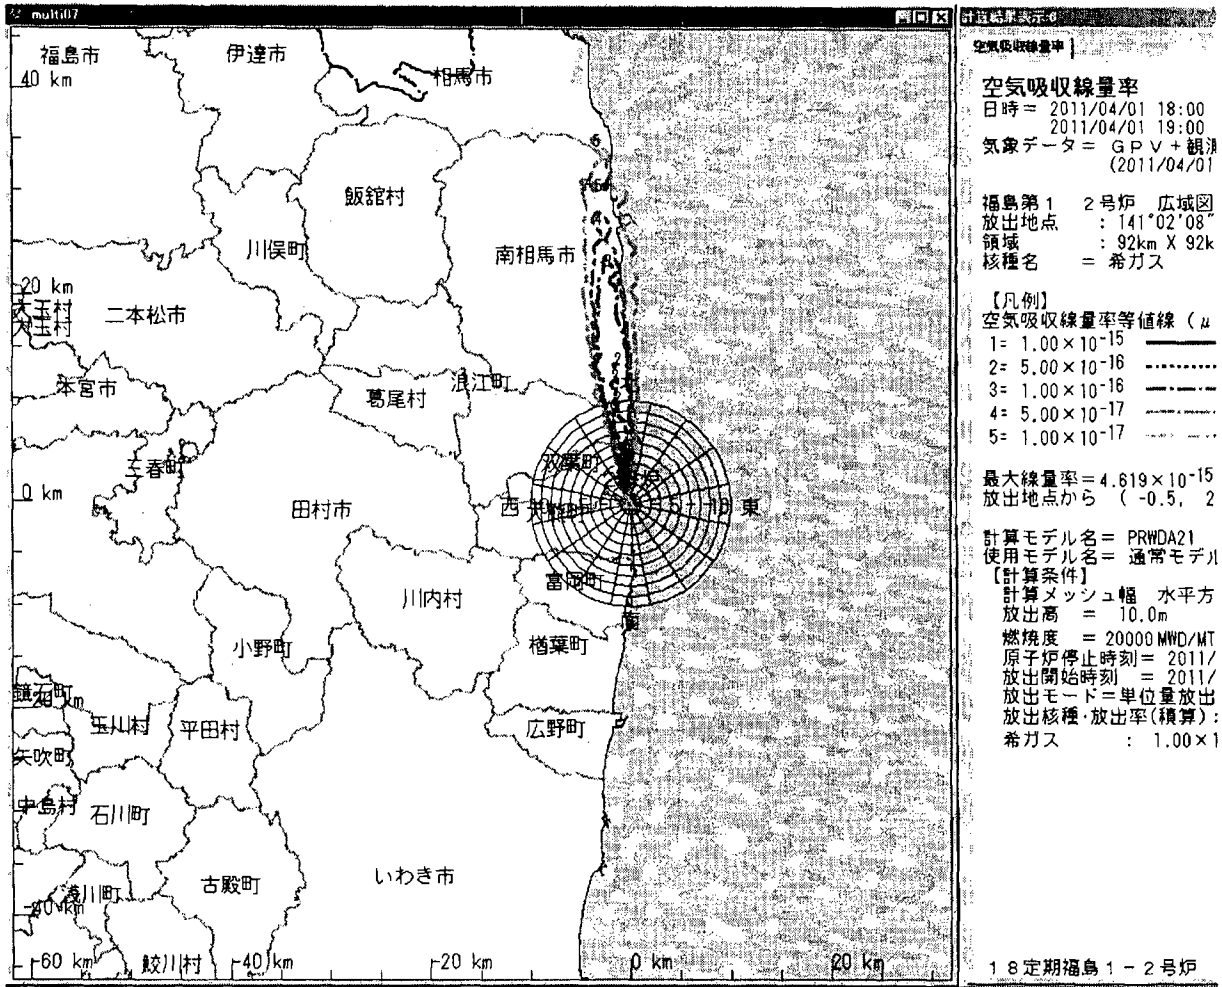 multi07
福島市
伊達市
相馬市
40 km
飯舘村
川俣町
南相馬市
20 km
大玉村
大玉村
二本松市
本宮市
浪江町
葛尾村
三春町
双葉町
0 km
田村市
西
東
富岡町
川内村
南
小野町
楢葉町
鏡石町
玉川村
平田村
広野町
矢吹町
中島村
石川町
古殿町
いわき市
浅川町
-40 km
鮫川村
-60 km
-40 km
-20 km
0 km
20 km
計算結果表示:6
空気吸収線量率
空気吸収線量率
日時= 2011/04/01 18:00
2011/04/01 19:00
気象データ= GPV+観測
(2011/04/01
福島第1 2号炉 広域図
放出地点 : 141°02'08"
領域 : 92km X 92k
核種名 = 希ガス
【凡例】
空気吸収線量率等値線 (μ
1= 1.00×10⁻¹⁵
2= 5.00×10⁻¹⁶
3= 1.00×10⁻¹⁶
4= 5.00×10⁻¹⁷
5= 1.00×10⁻¹⁷
最大線量率=4.619×10⁻¹⁵
放出地点から ( -0.5, 2
計算モデル名= PRWDA21
使用モデル名= 通常モデル
【計算条件】
計算メッシュ幅 水平方
放出高 = 10.0m
燃焼度 = 20000MWD/MT
原子炉停止時刻= 2011/
放出開始時刻 = 2011/
放出モード=単位量放出
放出核種・放出率(積算):
希ガス : 1.00×1
18定期福島1-2号炉